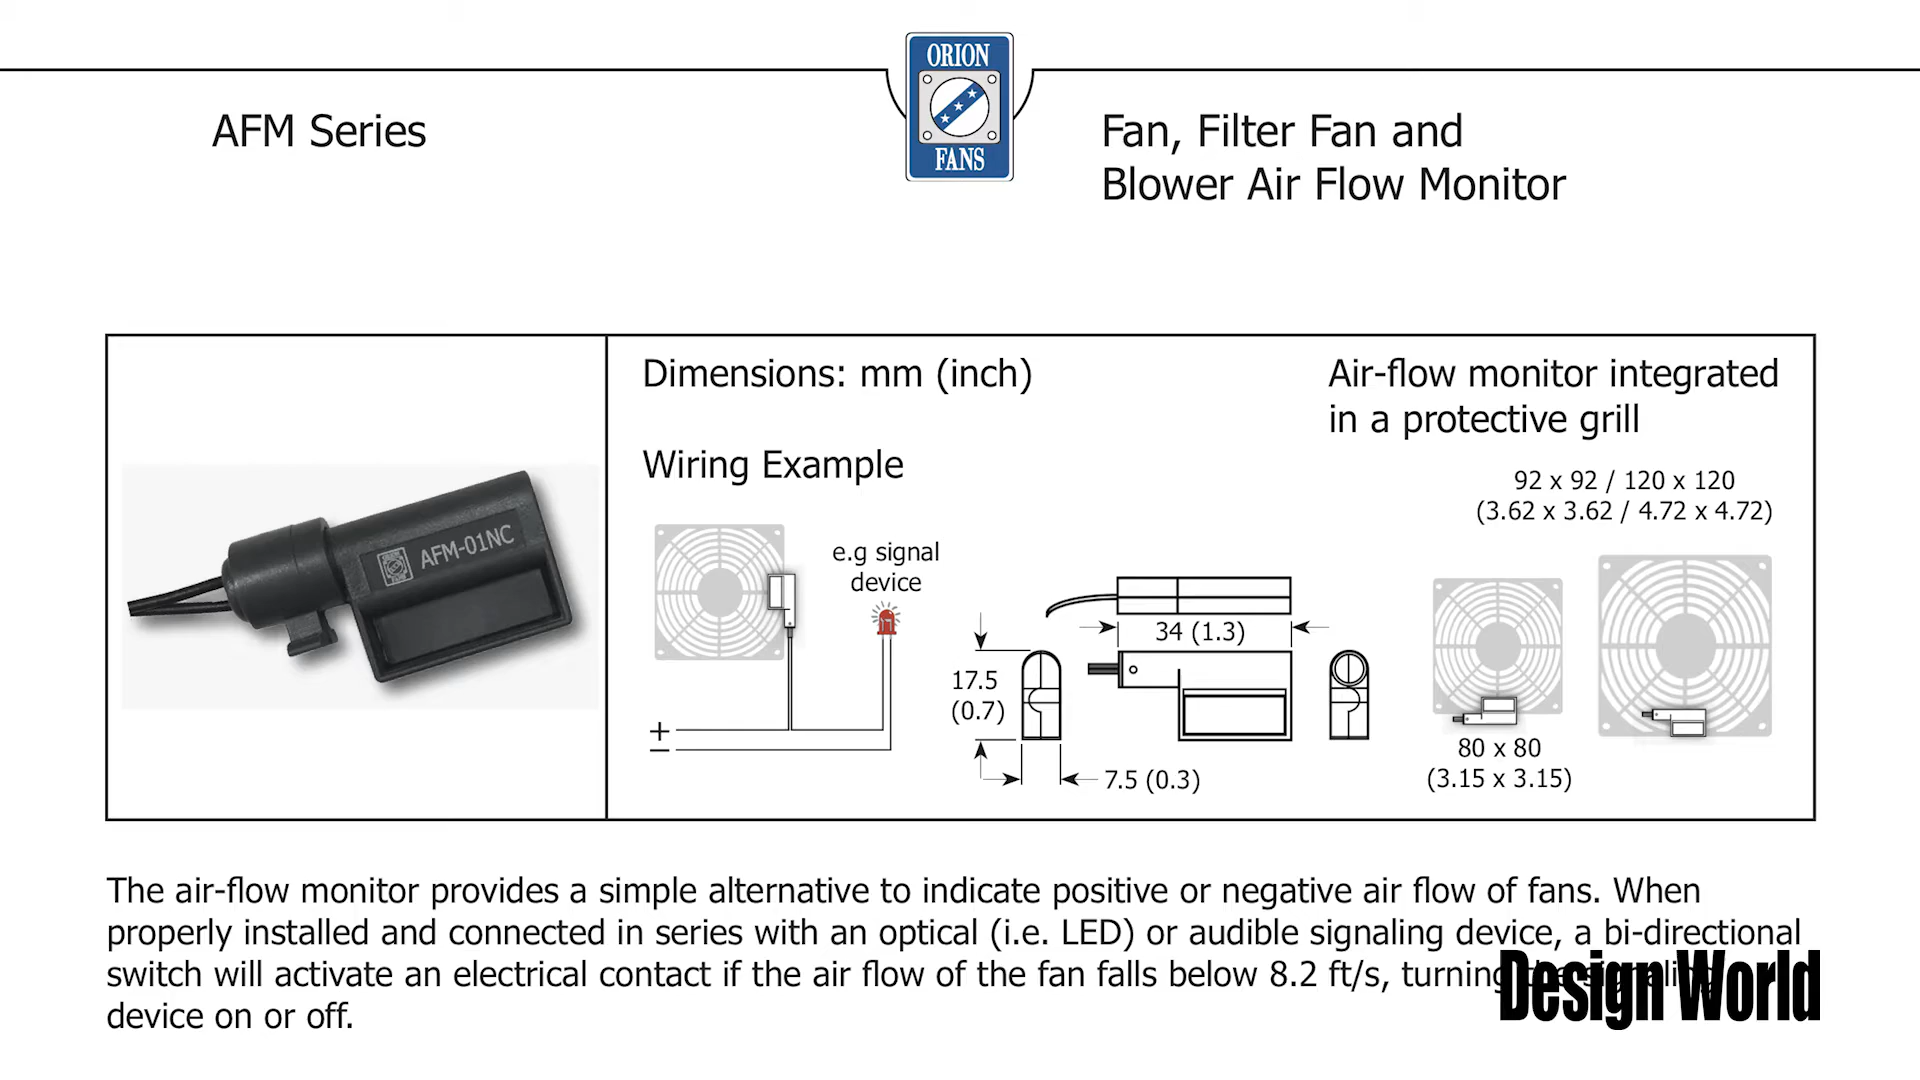 ORION
FANS
AFM Series
Fan, Filter Fan and
Blower Air Flow Monitor
Dimensions: mm (inch)
Air-flow monitor integrated
in a protective grill
Wiring Example
92 x 92 / 120 x 120
(3.62 x 3.62 / 4.72 x 4.72)
AFM-01NC
e.g signal
device
34 (1.3)
17.5
(0.7)
+
−
7.5 (0.3)
80 x 80
(3.15 x 3.15)
The air-flow monitor provides a simple alternative to indicate positive or negative air flow of fans. When
properly installed and connected in series with an optical (i.e. LED) or audible signaling device, a bi-directional
switch will activate an electrical contact if the air flow of the fan falls below 8.2 ft/s, turning the signaling
device on or off.
Design World